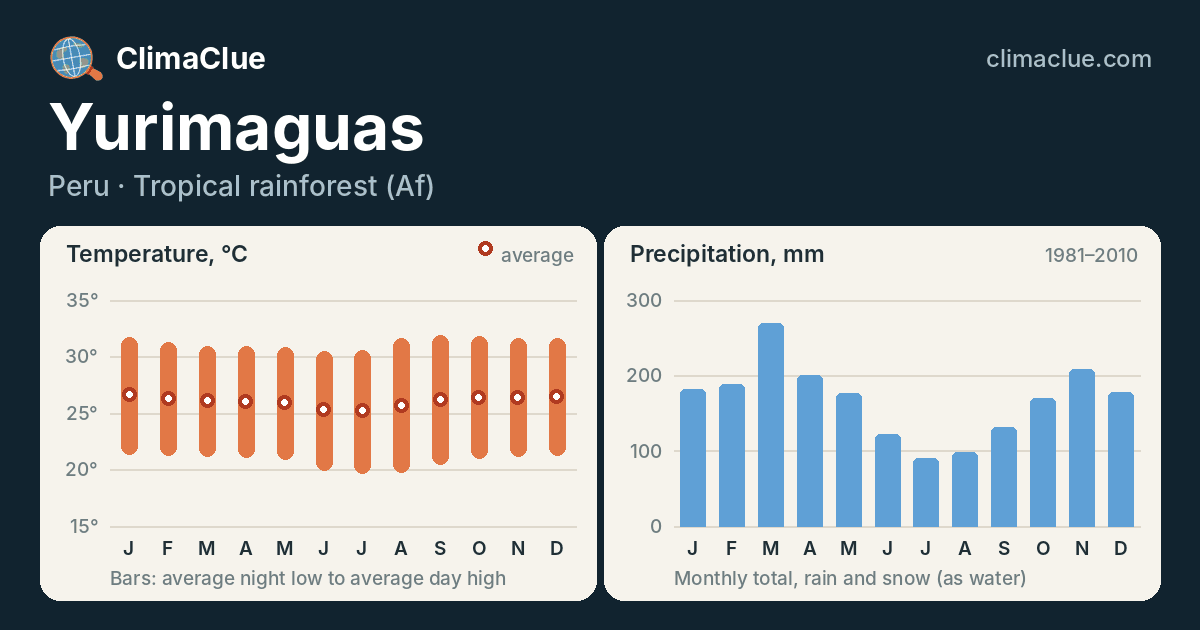 ClimaClue
climaclue.com
Yurimaguas
Peru · Tropical rainforest (Af)
Temperature, °C
average
35°
30°
25°
20°
15°
J F M A M J J A S O N D
Bars: average night low to average day high
Precipitation, mm
1981–2010
300
200
100
0
J F M A M J J A S O N D
Monthly total, rain and snow (as water)